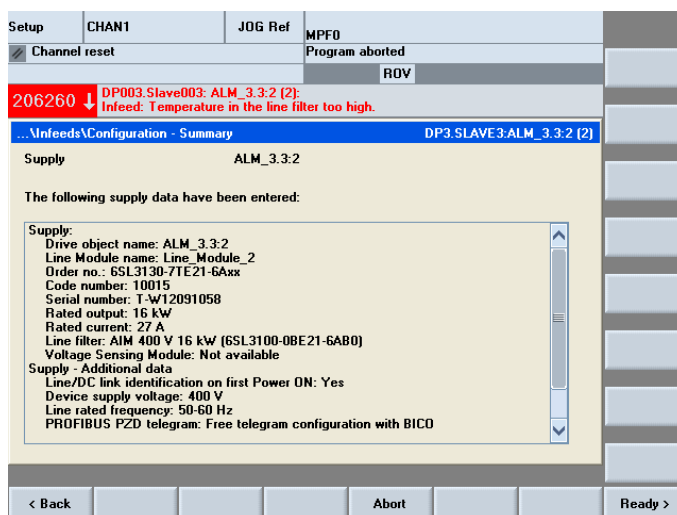 Setup CHAN1 JOG Ref MPF0
Channel reset Program aborted
ROV
206260 ↓ DP003.Slave003: ALM_3.3:2 (2):
Infeed: Temperature in the line filter too high.
...\Infeeds\Configuration - Summary DP3.SLAVE3:ALM_3.3:2 (2)
Supply ALM_3.3:2
The following supply data have been entered:
Supply:
Drive object name: ALM_3.3:2
Line Module name: Line_Module_2
Order no.: 6SL3130-7TE21-6Axx
Code number: 10015
Serial number: T-W12091058
Rated output: 16 kW
Rated current: 27 A
Line filter: AIM 400 V 16 kW (6SL3100-0BE21-6AB0)
Voltage Sensing Module: Not available
Supply - Additional data
Line/DC link identification on first Power ON: Yes
Device supply voltage: 400 V
Line rated frequency: 50-60 Hz
PROFIBUS PZD telegram: Free telegram configuration with BICO
< Back Abort Ready >